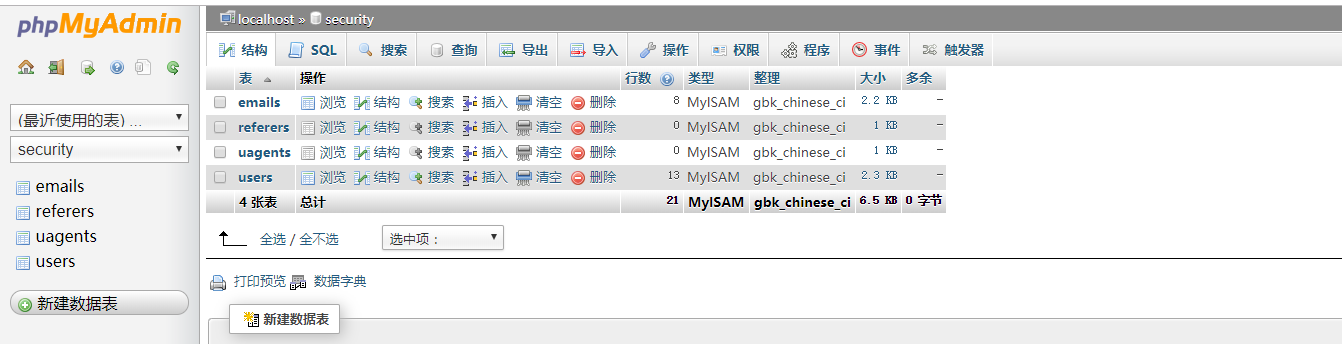 phpMyAdmin
(最近使用的表) ...
security
emails
referers
uagents
users
新建数据表
localhost » security
结构 SQL 搜索 查询 导出 导入 操作 权限 程序 事件 触发器
表 操作 行数 类型 整理 大小 多余
emails 浏览 结构 搜索 插入 清空 删除 8 MyISAM gbk_chinese_ci 2.2 KB -
referers 浏览 结构 搜索 插入 清空 删除 0 MyISAM gbk_chinese_ci 1 KB -
uagents 浏览 结构 搜索 插入 清空 删除 0 MyISAM gbk_chinese_ci 1 KB -
users 浏览 结构 搜索 插入 清空 删除 13 MyISAM gbk_chinese_ci 2.3 KB -
4 张表 总计 21 MyISAM gbk_chinese_ci 6.5 KB 0 字节
全选 / 全不选 选中项：
打印预览 数据字典
新建数据表